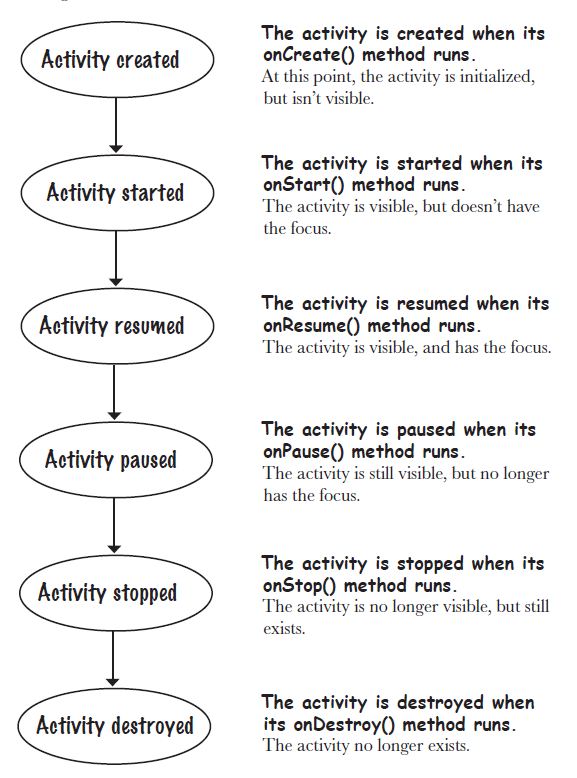 Activity created
The activity is created when its
onCreate() method runs.
At this point, the activity is initialized,
but isn’t visible.
Activity started
The activity is started when its
onStart() method runs.
The activity is visible, but doesn’t have
the focus.
Activity resumed
The activity is resumed when its
onResume() method runs.
The activity is visible, and has the focus.
Activity paused
The activity is paused when its
onPause() method runs.
The activity is still visible, but no longer
has the focus.
Activity stopped
The activity is stopped when its
onStop() method runs.
The activity is no longer visible, but still
exists.
Activity destroyed
The activity is destroyed when
its onDestroy() method runs.
The activity no longer exists.